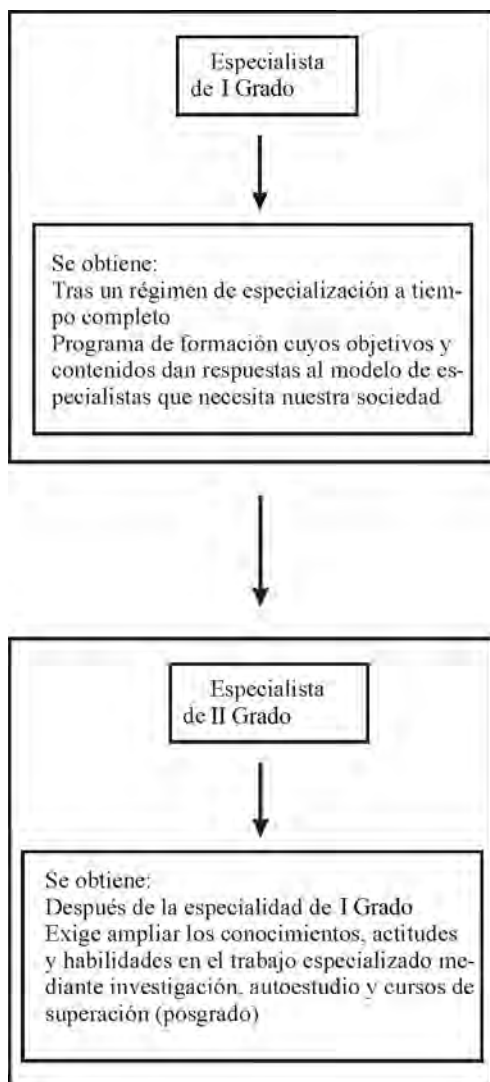 Especialista
de I Grado
Se obtiene:
Tras un régimen de especialización a tiem-
po completo
Programa de formación cuyos objetivos y
contenidos dan respuestas al modelo de es-
pecialistas que necesita nuestra sociedad
Especialista
de II Grado
Se obtiene:
Después de la especialidad de I Grado
Exige ampliar los conocimientos, actitudes
y habilidades en el trabajo especializado me-
diante investigación, autoestudio y cursos de
superación (posgrado)